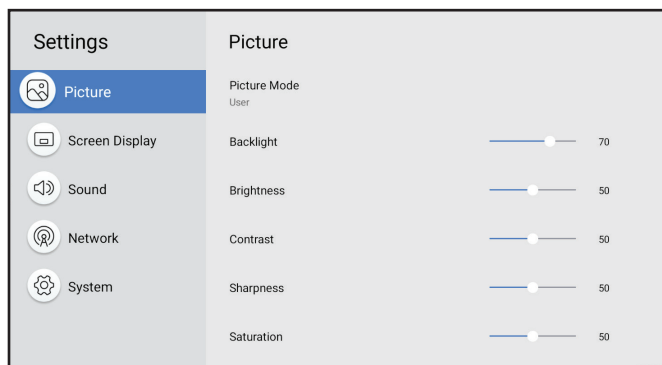 Settings
Picture
Screen Display
Sound
Network
System
Picture
Picture Mode
User
Backlight 70
Brightness 50
Contrast 50
Sharpness 50
Saturation 50